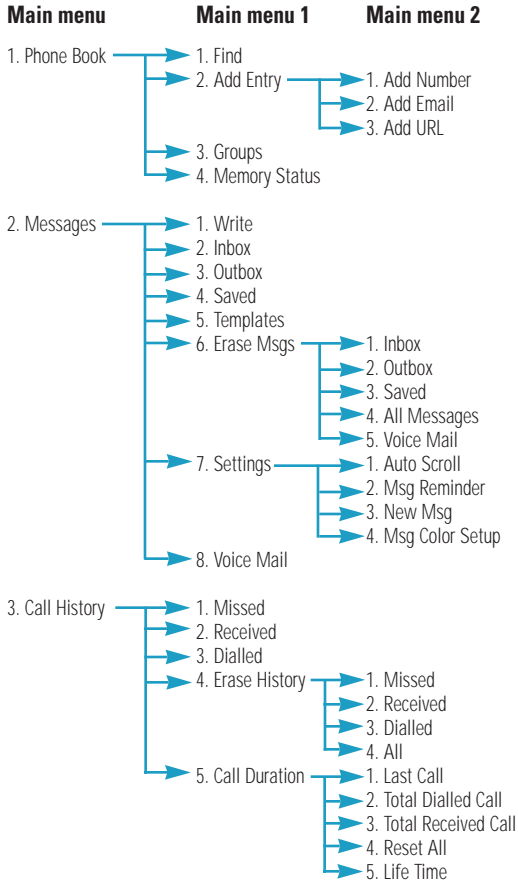 Main menu Main menu 1 Main menu 2
1. Phone Book 1. Find
2. Add Entry 1. Add Number
2. Add Email
3. Add URL
3. Groups
4. Memory Status
2. Messages 1. Write
2. Inbox
3. Outbox
4. Saved
5. Templates
6. Erase Msgs 1. Inbox
2. Outbox
3. Saved
4. All Messages
5. Voice Mail
7. Settings 1. Auto Scroll
2. Msg Reminder
3. New Msg
4. Msg Color Setup
8. Voice Mail
3. Call History 1. Missed
2. Received
3. Dialled
4. Erase History 1. Missed
2. Received
3. Dialled
4. All
5. Call Duration 1. Last Call
2. Total Dialled Call
3. Total Received Call
4. Reset All
5. Life Time